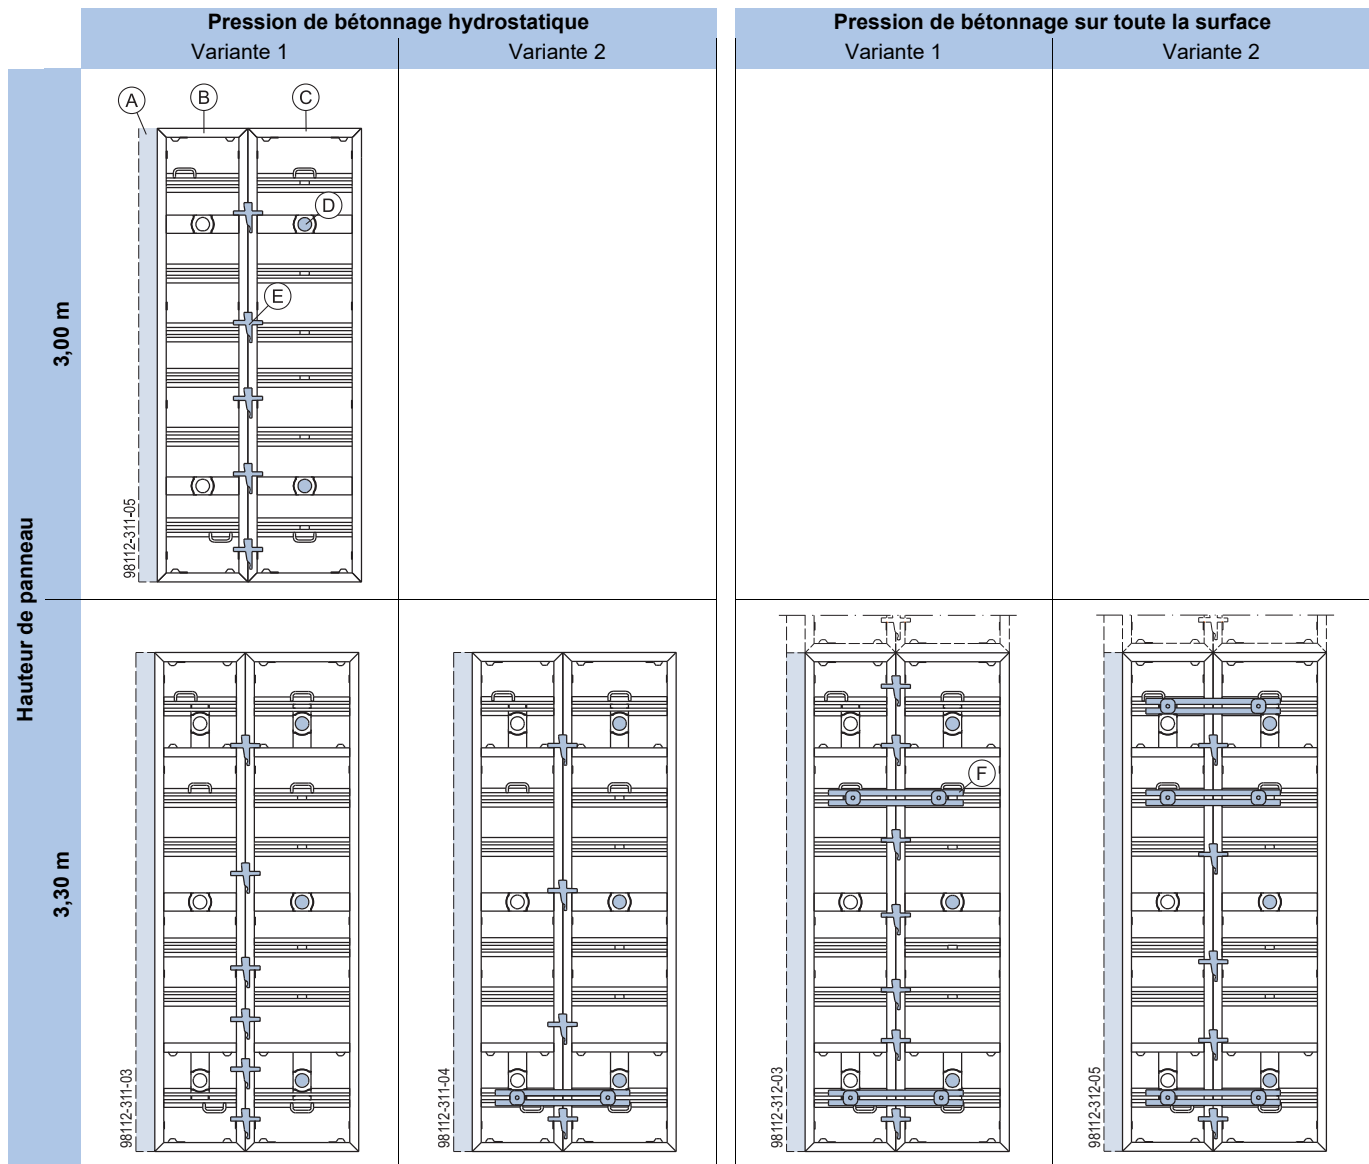 Pression de bétonnage hydrostatique
Pression de bétonnage sur toute la surface
Variante 1
Variante 2
Variante 1
Variante 2
Hauteur de panneau
3,00 m
A
B
C
D
E
98112-311-05
3,30 m
98112-311-03
98112-311-04
F
98112-312-03
98112-312-05